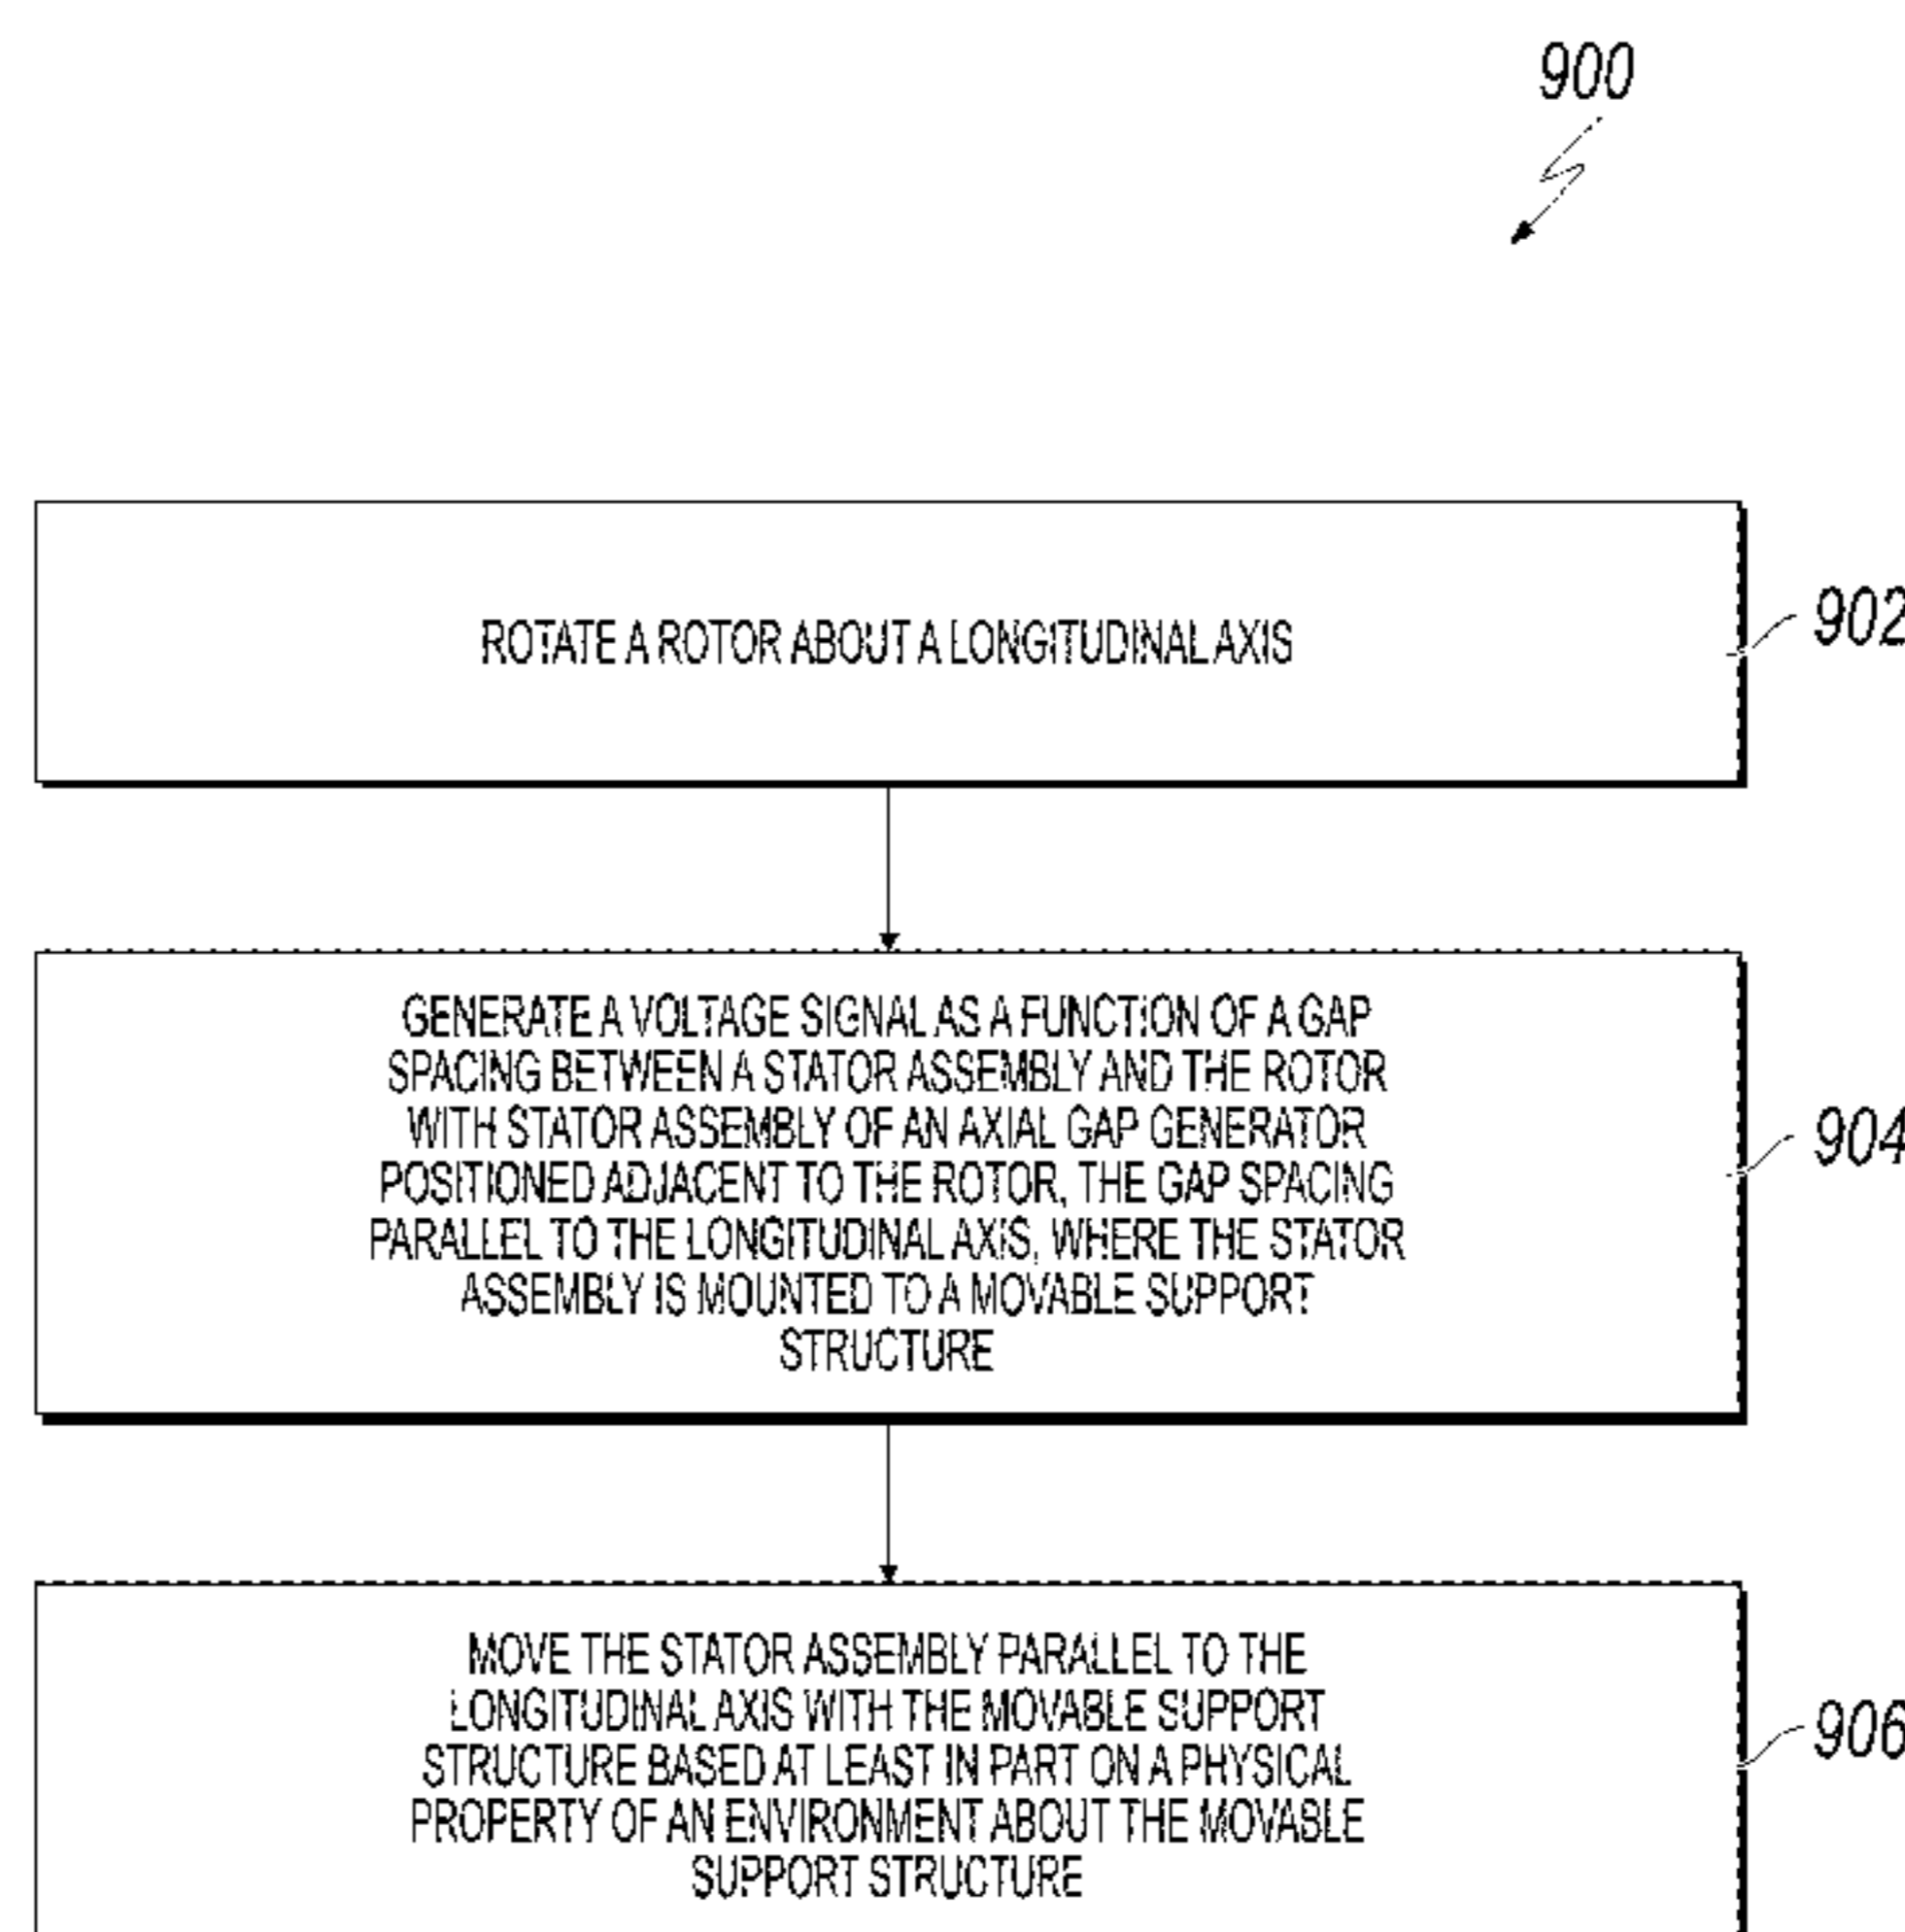 900
ROTATE A ROTOR ABOUT A LONGITUDINAL AXIS
902
GENERATE A VOLTAGE SIGNAL AS A FUNCTION OF A GAP
SPACING BETWEEN A STATOR ASSEMBLY AND THE ROTOR
WITH STATOR ASSEMBLY OF AN AXIAL GAP GENERATOR
POSITIONED ADJACENT TO THE ROTOR, THE GAP SPACING
PARALLEL TO THE LONGITUDINAL AXIS, WHERE THE STATOR
ASSEMBLY IS MOUNTED TO A MOVABLE SUPPORT
STRUCTURE
904
MOVE THE STATOR ASSEMBLY PARALLEL TO THE
LONGITUDINAL AXIS WITH THE MOVABLE SUPPORT
STRUCTURE BASED AT LEAST IN PART ON A PHYSICAL
PROPERTY OF AN ENVIRONMENT ABOUT THE MOVABLE
SUPPORT STRUCTURE
906